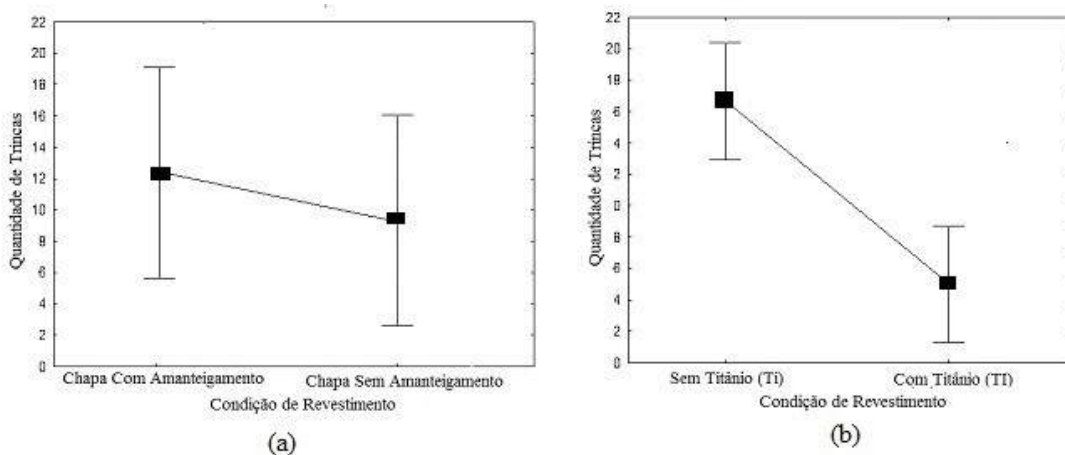 22
20
18
16
14
12
10
8
6
4
2
0
Quantidade de Trincas
Chapa Com Amanteigamento
Chapa Sem Amanteigamento
Condição de Revestimento
(a)
22
20
18
6
4
2
0
8
6
4
2
0
Quantidade de Trincas
Sem Titânio (Ti)
Com Titânio (TI)
Condição de Revestimento
(b)